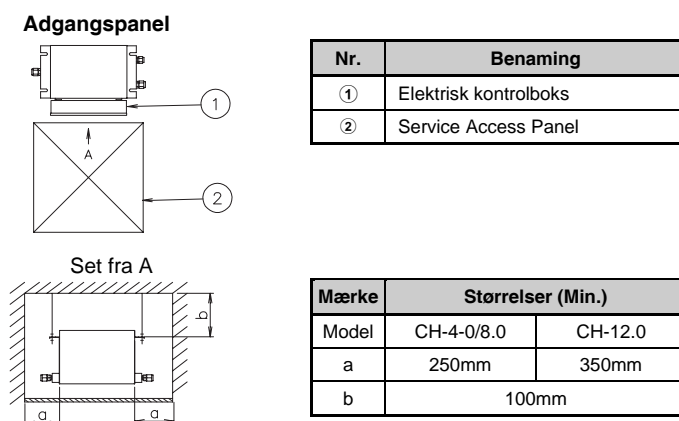 Adgangspanel
1
A
2
Nr. Benaming
① Elektrisk kontrolboks
② Service Access Panel
Set fra A
b
a a
Mærke Størrelser (Min.)
Model CH-4-0/8.0 CH-12.0
a 250mm 350mm
b 100mm